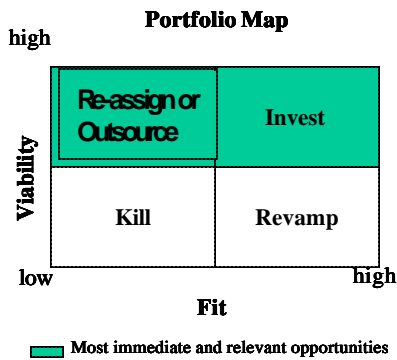 Portfolio Map
high
Re-assign or
Outsource
Invest
Viability
Kill
Revamp
low
high
Fit
Most immediate and relevant opportunities